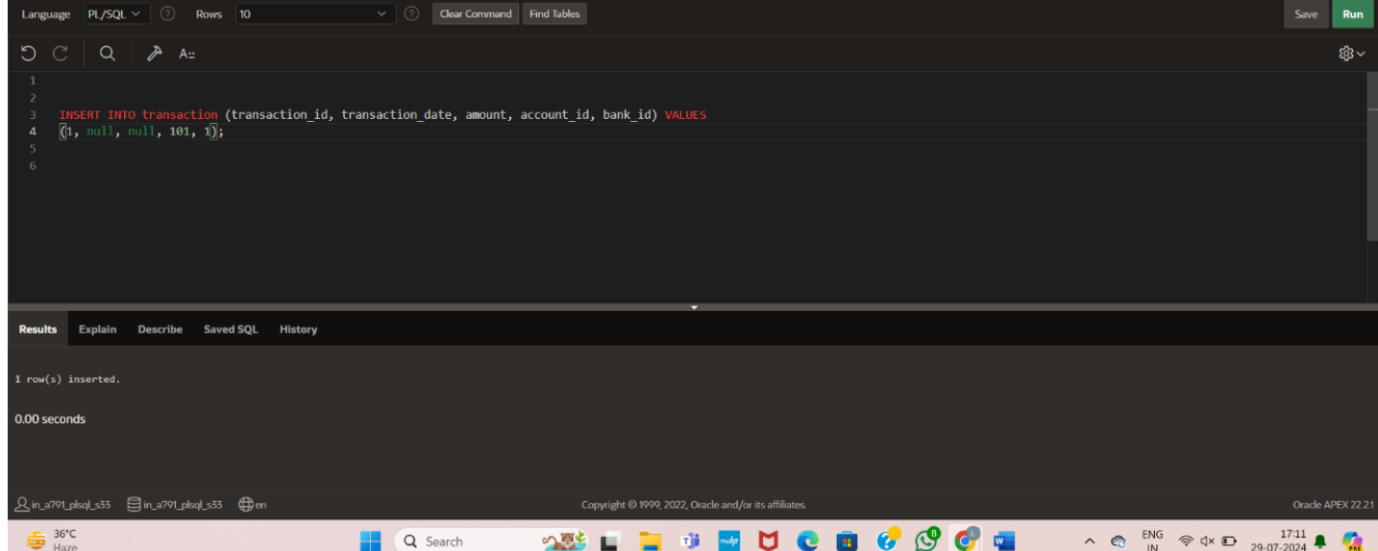 Language PL/SQL Rows 10 Clear Command Find Tables Save Run
A::
1
2
3 INSERT INTO transaction (transaction_id, transaction_date, amount, account_id, bank_id) VALUES
4 (1, null, null, 101, 1);
5
6
Results Explain Describe Saved SQL History
1 row(s) inserted.
0.00 seconds
in_a791_plsql_s33 in_a791_plsql_s33 en Copyright © 1999, 2022, Oracle and/or its affiliates. Oracle APEX 22.2.1
36°C Search ENG 17:11
Haze IN 29-07-2024